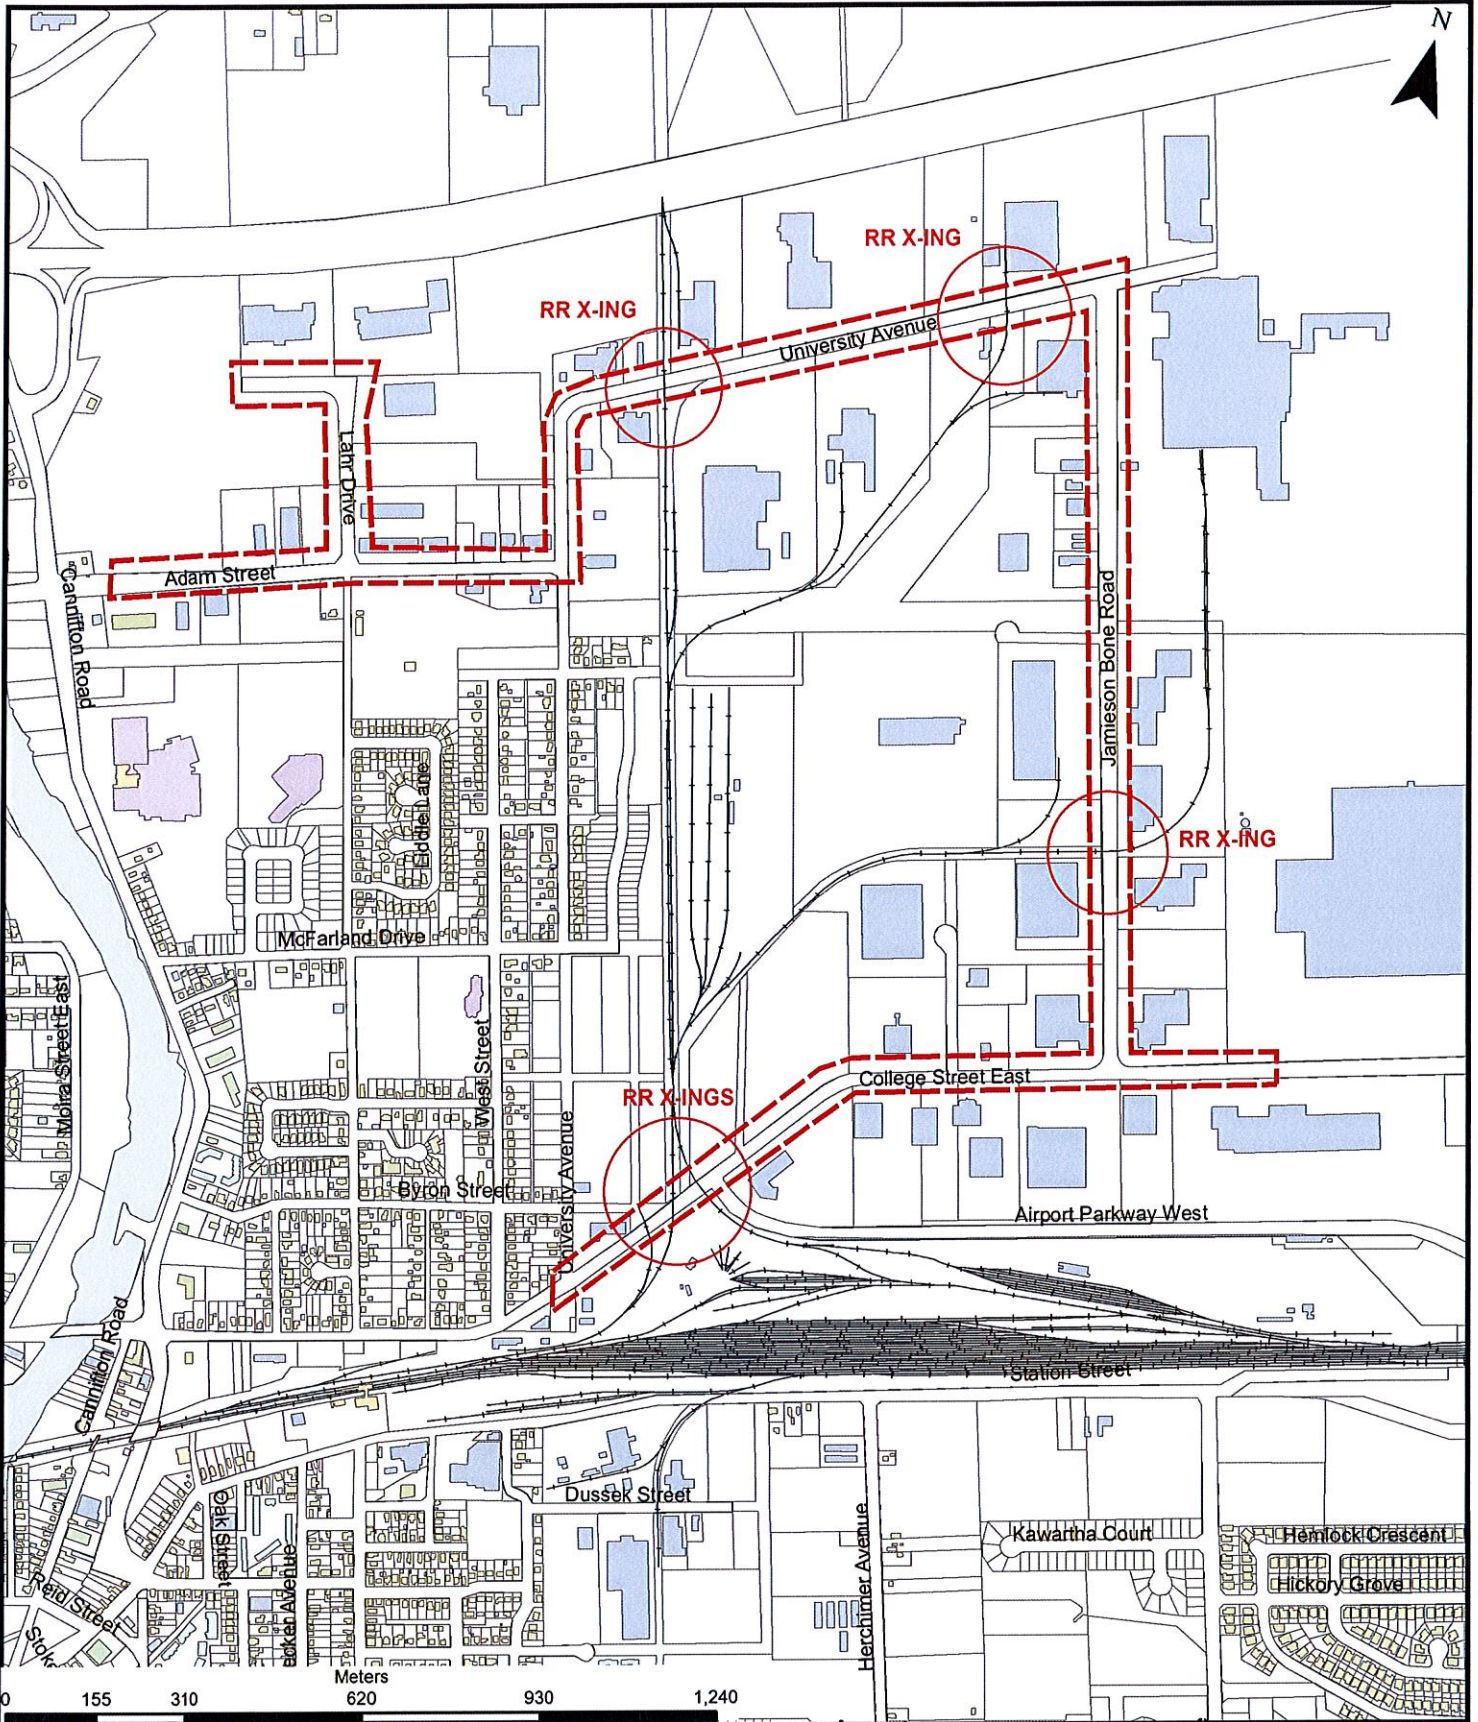 N
RR X-ING
RR X-ING
University Avenue
Lahr Drive
Adam Street
Cannifton Road
Jamieson Bone Road
Liddle Lane
RR X-ING
McFarland Drive
Moira Street East
West Street
College Street East
RR X-INGS
University Avenue
Byron Street
Airport Parkway West
Cannifton Road
Station Street
Dussek Street
Oak Street
Herchimer Avenue
Kawartha Court
Hemlock Crescent
Hickory Grove
Reid Street
Meters
0 155 310 620 930 1,240